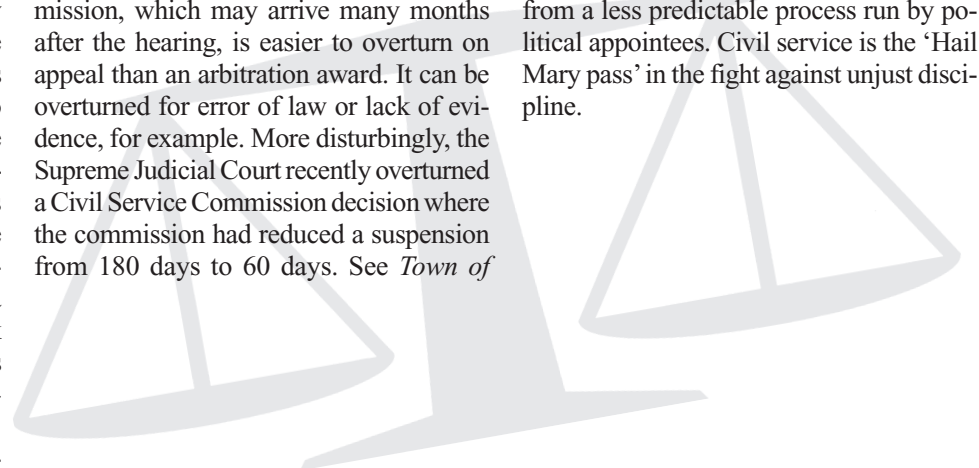 mission, which may arrive many months
after the hearing, is easier to overturn on
appeal than an arbitration award. It can be
overturned for error of law or lack of evi-
dence, for example. More disturbingly, the
Supreme Judicial Court recently overturned
a Civil Service Commission decision where
the commission had reduced a suspension
from 180 days to 60 days. See Town of
from a less predictable process run by po-
litical appointees. Civil service is the ‘Hail
Mary pass’ in the fight against unjust disci-
pline.